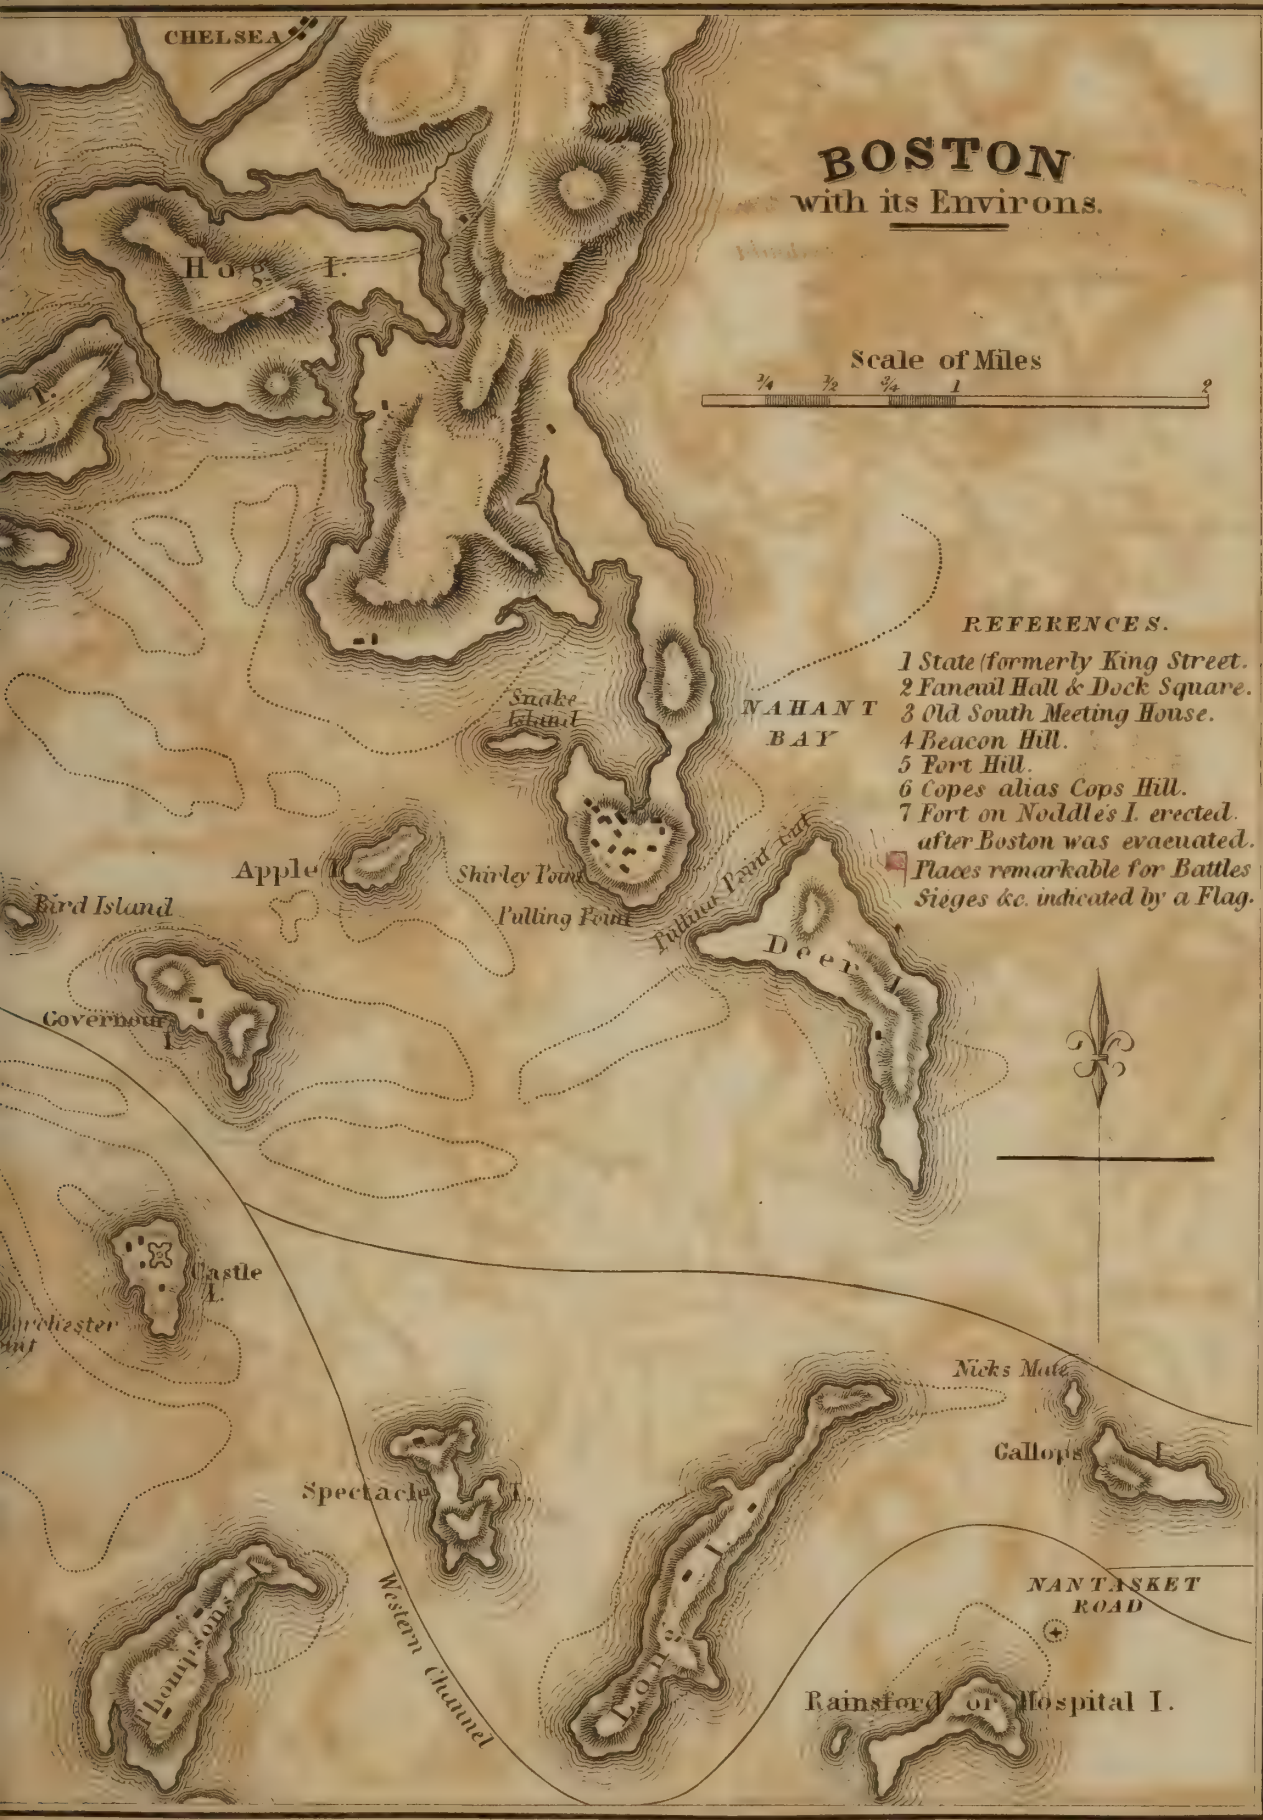 CHELSEA
BOSTON
with its Environs.
Hog I.
Scale of Miles
1/4 1/2 3/4 1 2
I.
REFERENCES.
1 State (formerly King Street.
2 Faneuil Hall & Dock Square.
3 Old South Meeting House.
4 Beacon Hill.
5 Fort Hill.
6 Copes alias Cops Hill.
7 Fort on Noddle's I. erected
after Boston was evacuated.
Places remarkable for Battles
Sieges &c. indicated by a Flag.
Snake
Island
NAHANT
BAY
Apple I.
Shirley Point
Pulling Point
Pulling Point Gut
Bird Island
Deer I.
Governours
I.
Castle
I.
Dorchester
Nicks Mate
Gallops I.
Spectacle I.
Long I.
Thompsons I.
Western Channel
NANTASKET
ROAD
Rainsford or Hospital I.